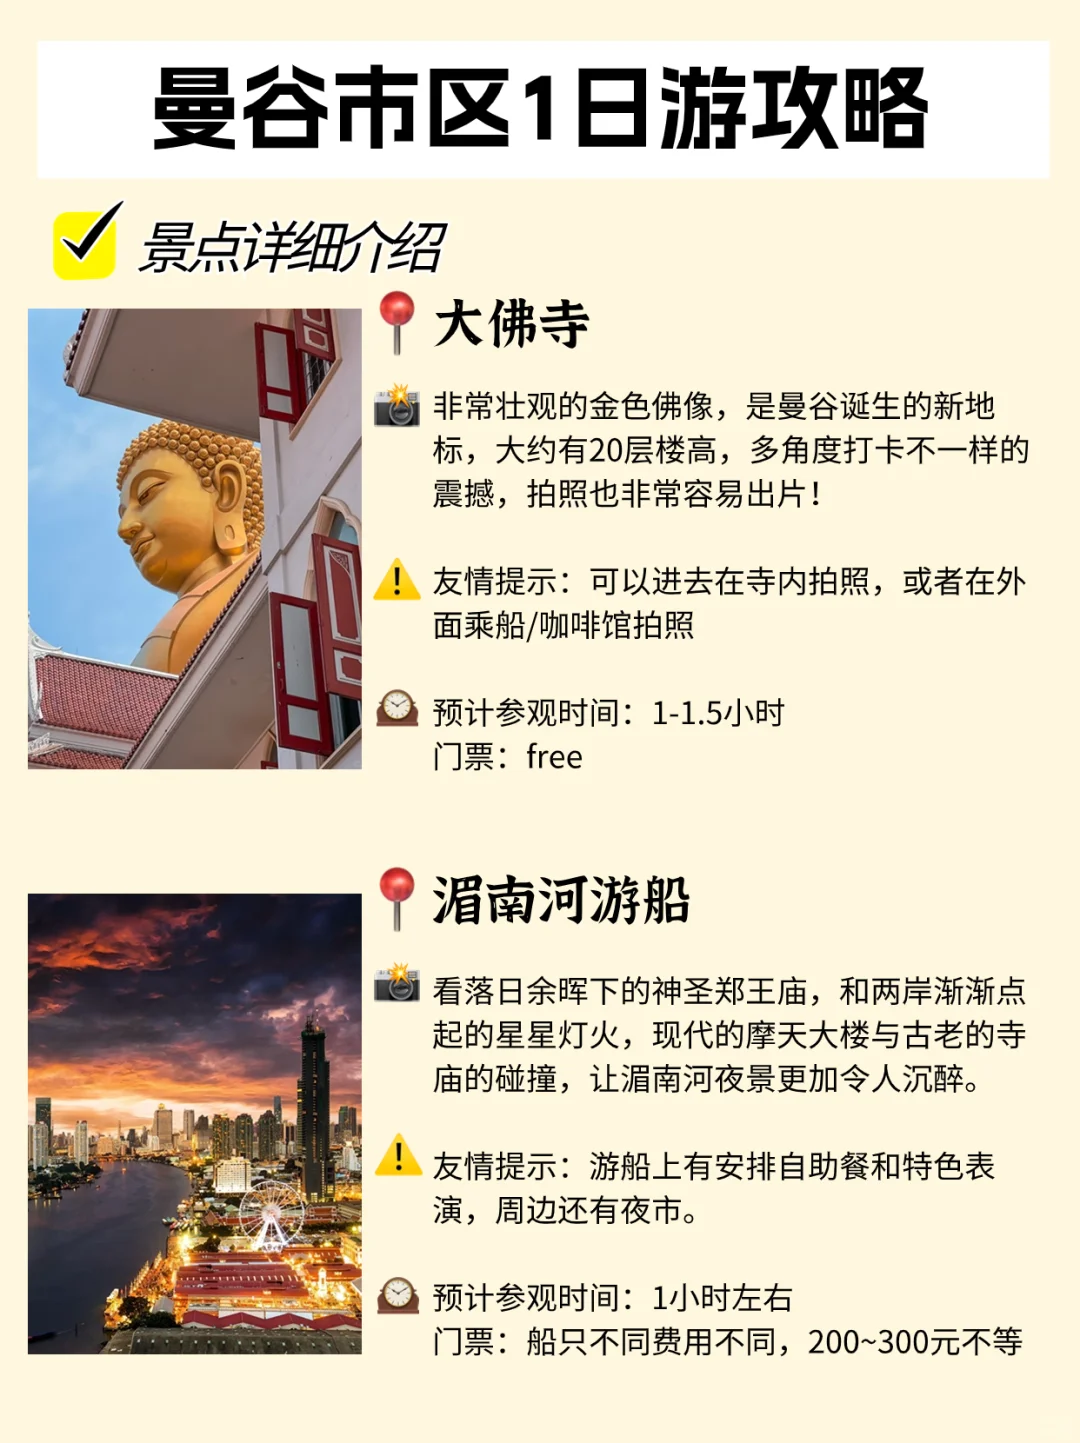 曼谷市区1日游攻略
景点详细介绍
大佛寺
非常壮观的金色佛像，是曼谷诞生的新地
标，大约有20层楼高，多角度打卡不一样的
震撼，拍照也非常容易出片！
友情提示：可以进去在寺内拍照，或者在外
面乘船/咖啡馆拍照
预计参观时间：1-1.5小时
门票：free
湄南河游船
看落日余晖下的神圣郑王庙，和两岸渐渐点
起的星星灯火，现代的摩天大楼与古老的寺
庙的碰撞，让湄南河夜景更加令人沉醉。
友情提示：游船上有安排自助餐和特色表
演，周边还有夜市。
预计参观时间：1小时左右
门票：船只不同费用不同，200~300元不等